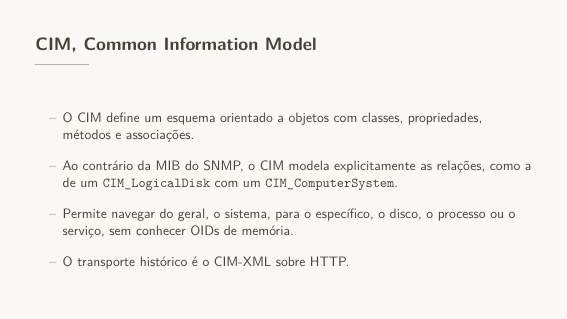 CIM, Common Information Model
– O CIM define um esquema orientado a objetos com classes, propriedades,
métodos e associações.
– Ao contrário da MIB do SNMP, o CIM modela explicitamente as relações, como a
de um CIM_LogicalDisk com um CIM_ComputerSystem.
– Permite navegar do geral, o sistema, para o específico, o disco, o processo ou o
serviço, sem conhecer OIDs de memória.
– O transporte histórico é o CIM-XML sobre HTTP.